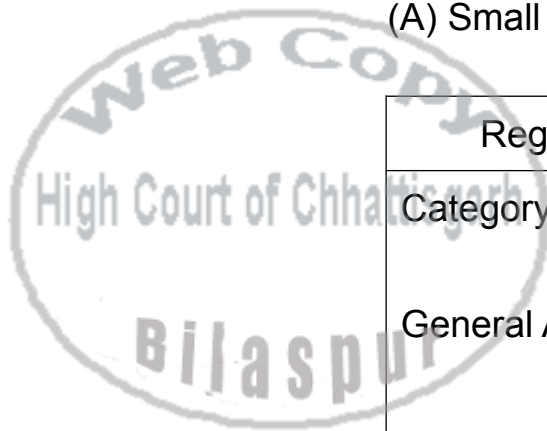 (A) Small
Web Copy
Reg
High Court of Chhattisgarh
Category
General A
Bilaspur